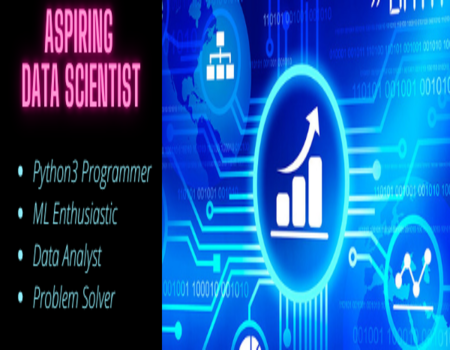 ASPIRING
DATA SCIENTIST
• Python3 Programmer
• ML Enthusiastic
• Data Analyst
• Problem Solver